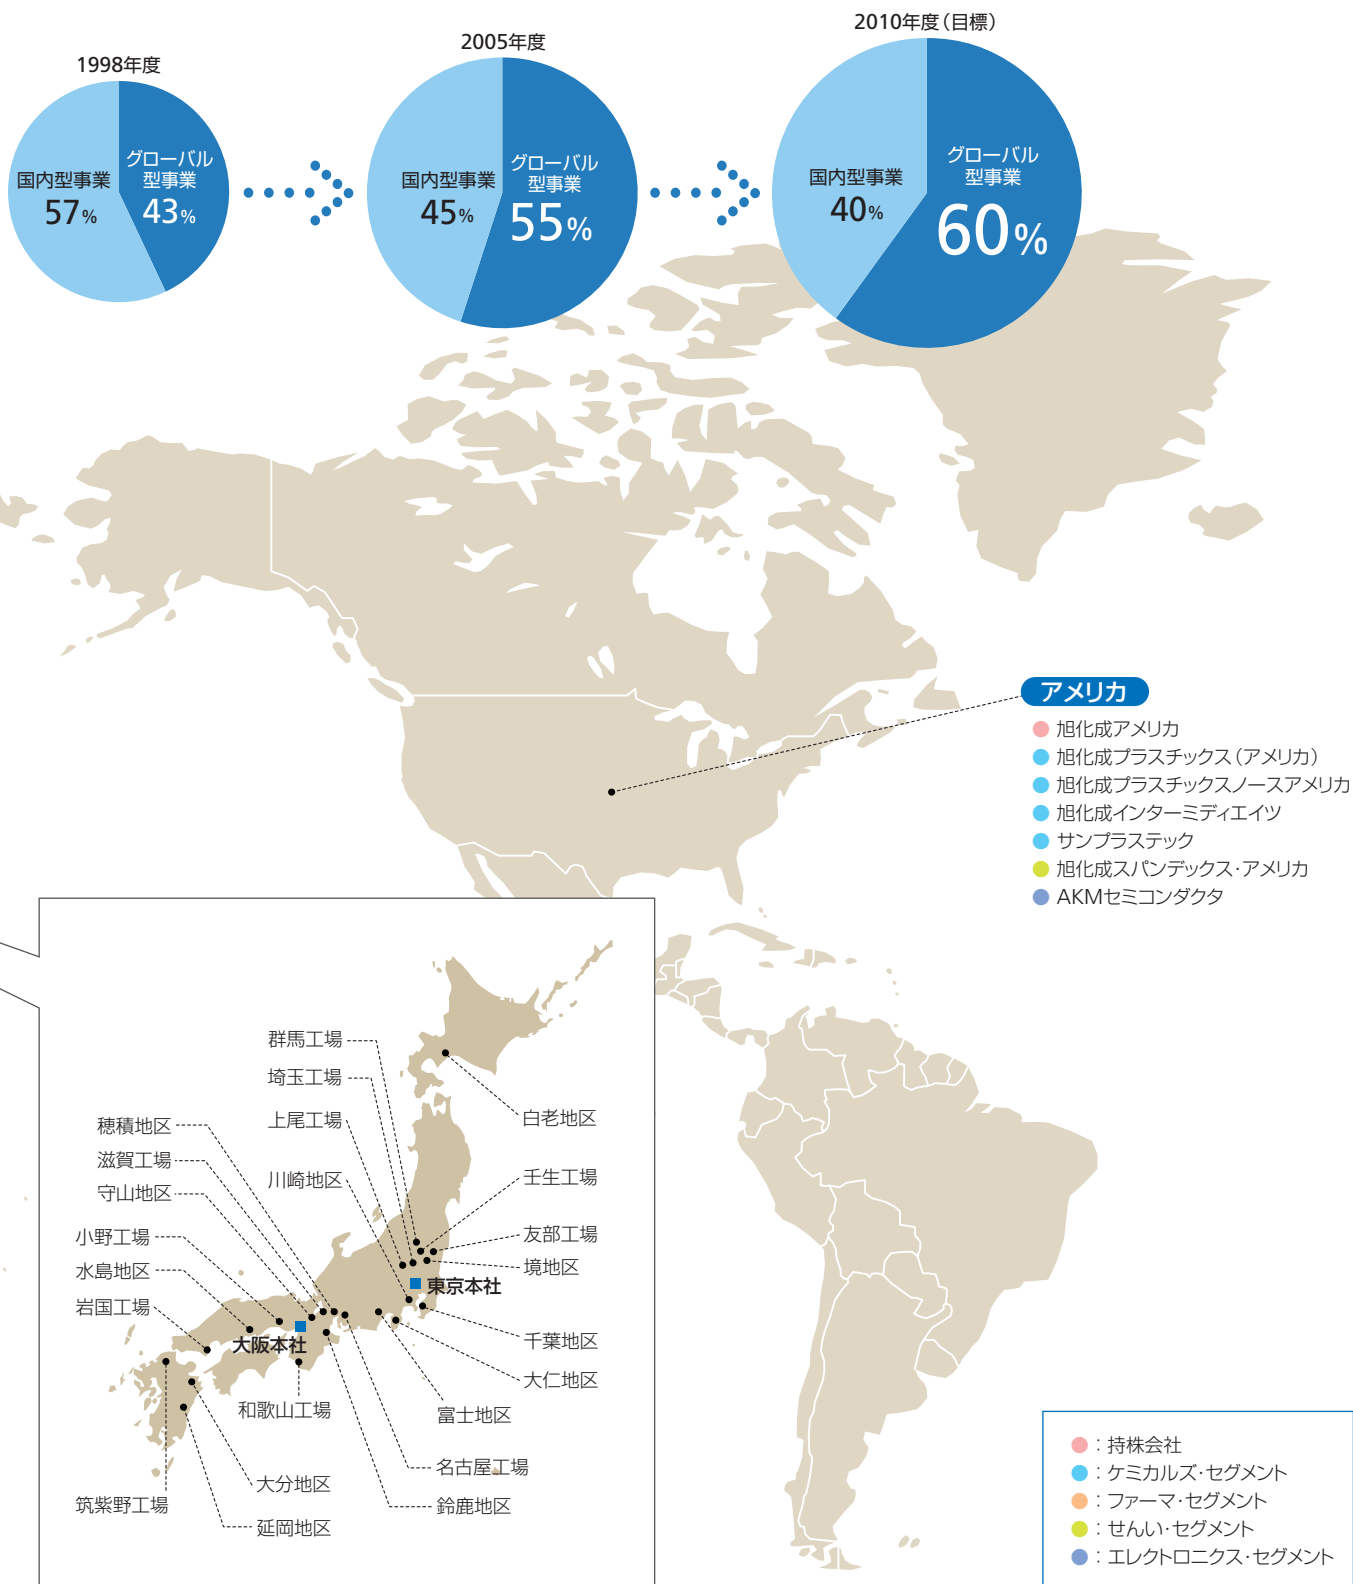 1998年度
国内型事業
57%
グローバル
型事業
43%
2005年度
国内型事業
45%
グローバル
型事業
55%
2010年度(目標)
国内型事業
40%
グローバル
型事業
60%
アメリカ
旭化成アメリカ
旭化成プラスチックス(アメリカ)
旭化成プラスチックスノースアメリカ
旭化成インターミディエイツ
サンプラステック
旭化成スパンデックス・アメリカ
AKMセミコンダクタ
群馬工場
埼玉工場
上尾工場
川崎地区
穂積地区
滋賀工場
守山地区
小野工場
水島地区
岩国工場
白老地区
壬生工場
友部工場
境地区
東京本社
千葉地区
大仁地区
富士地区
名古屋工場
鈴鹿地区
大阪本社
和歌山工場
大分地区
延岡地区
筑紫野工場
:持株会社
:ケミカルズ・セグメント
:ファーマ・セグメント
:せんい・セグメント
:エレクトロニクス・セグメント